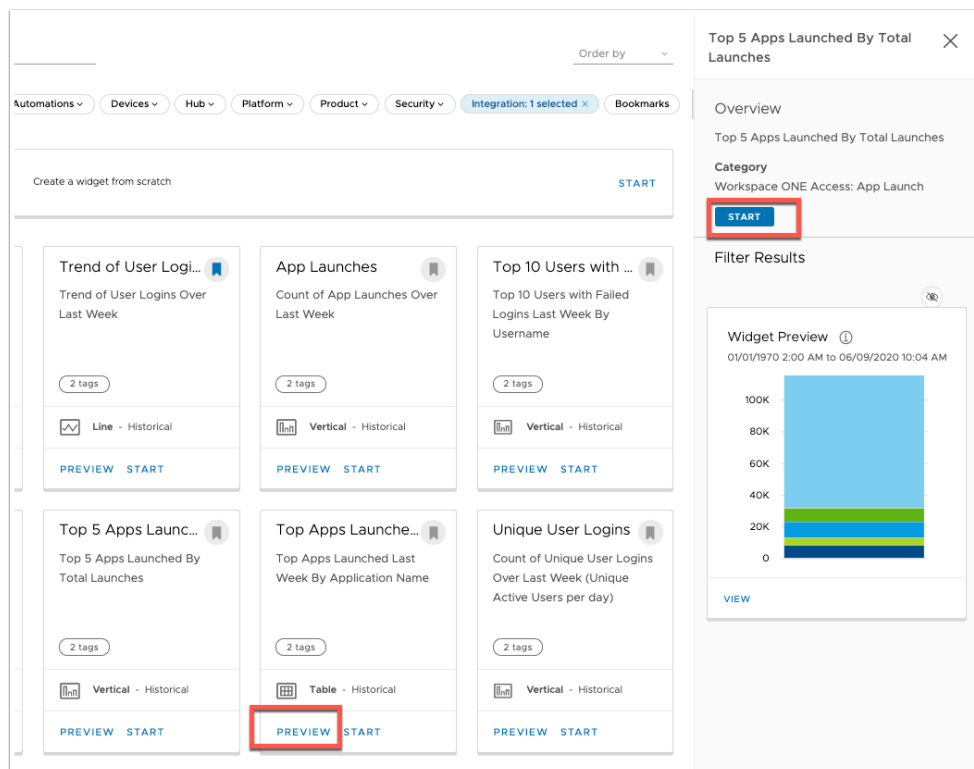 Order by
Automations
Devices
Hub
Platform
Product
Security
Integration: 1 selected ×
Bookmarks
Create a widget from scratch
START
Trend of User Logi...
Trend of User Logins Over
Last Week
2 tags
Line - Historical
PREVIEW START
App Launches
Count of App Launches Over
Last Week
2 tags
Vertical - Historical
PREVIEW START
Top 10 Users with ...
Top 10 Users with Failed
Logins Last Week By
Username
2 tags
Vertical - Historical
PREVIEW START
Top 5 Apps Launc...
Top 5 Apps Launched By
Total Launches
2 tags
Vertical - Historical
PREVIEW START
Top Apps Launche...
Top Apps Launched Last
Week By Application Name
2 tags
Table - Historical
PREVIEW START
Unique User Logins
Count of Unique User Logins
Over Last Week (Unique
Active Users per day)
2 tags
Vertical - Historical
PREVIEW START
Top 5 Apps Launched By Total
Launches
Overview
Top 5 Apps Launched By Total Launches
Category
Workspace ONE Access: App Launch
START
Filter Results
Widget Preview
01/01/1970 2:00 AM to 06/09/2020 10:04 AM
100K
80K
60K
40K
20K
0
VIEW